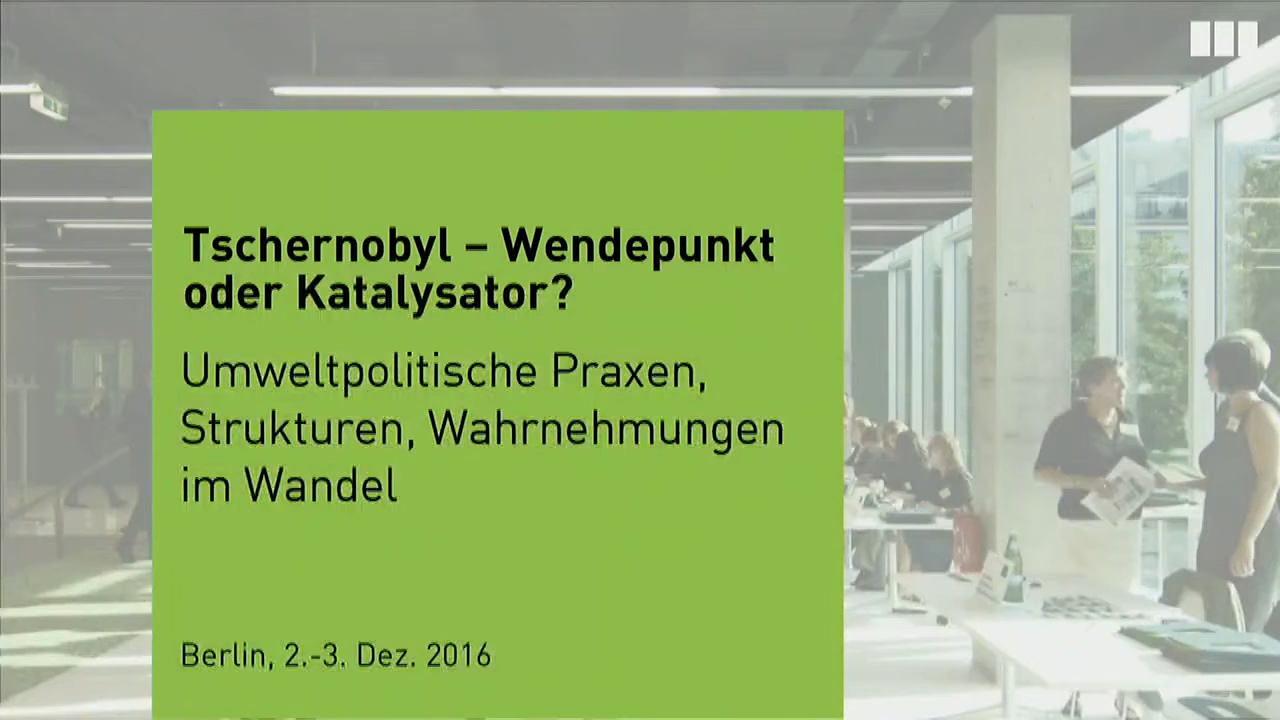 Tschernobyl – Wendepunkt
oder Katalysator?
Umweltpolitische Praxen,
Strukturen, Wahrnehmungen
im Wandel
Berlin, 2.-3. Dez. 2016